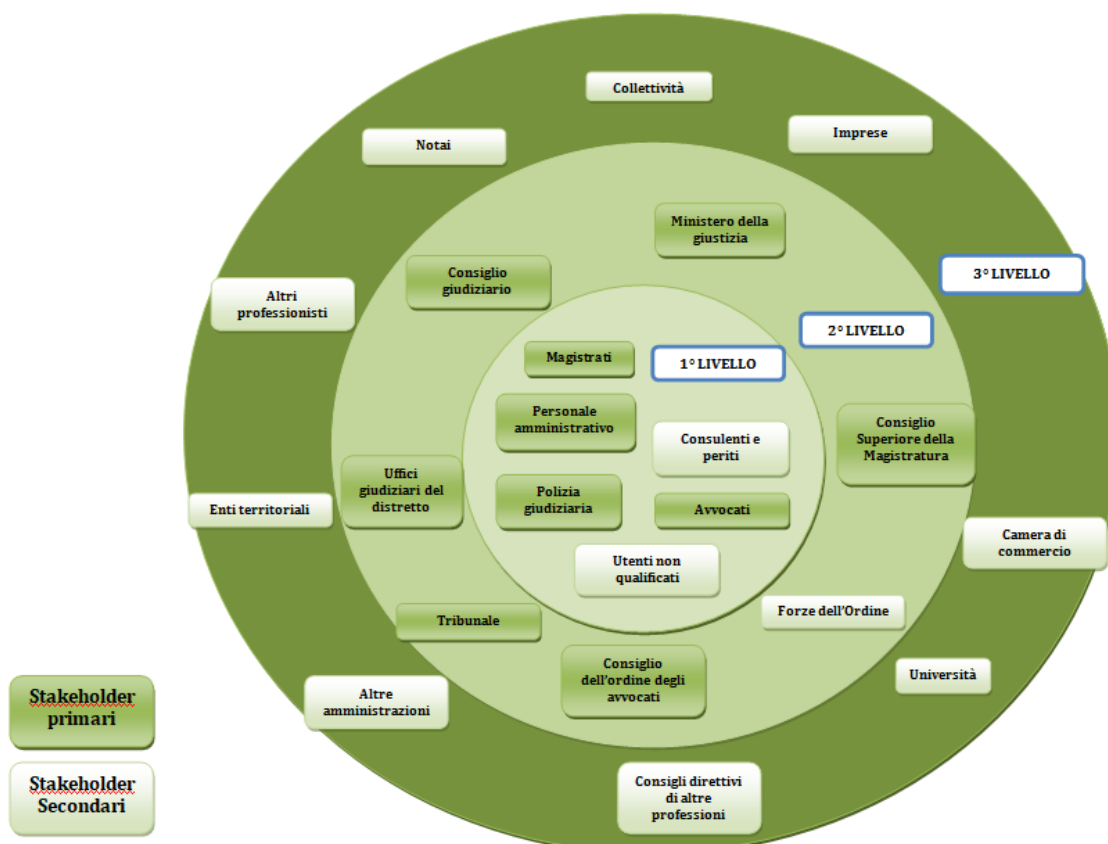 Collettività
Imprese
Notai
Ministero della
giustizia
Consiglio
giudiziario
3° LIVELLO
Altri
professionisti
2° LIVELLO
Magistrati
1° LIVELLO
Personale
amministrativo
Consulenti e
periti
Consiglio
Superiore della
Magistratura
Uffici
giudiziari del
distretto
Polizia
giudiziaria
Avvocati
Enti territoriali
Camera di
commercio
Utenti non
qualificati
Forze dell'Ordine
Tribunale
Consiglio
dell'ordine degli
avvocati
Università
Altre
amministrazioni
Stakeholder
primari
Stakeholder
Secondari
Consigli direttivi
di altre
professioni